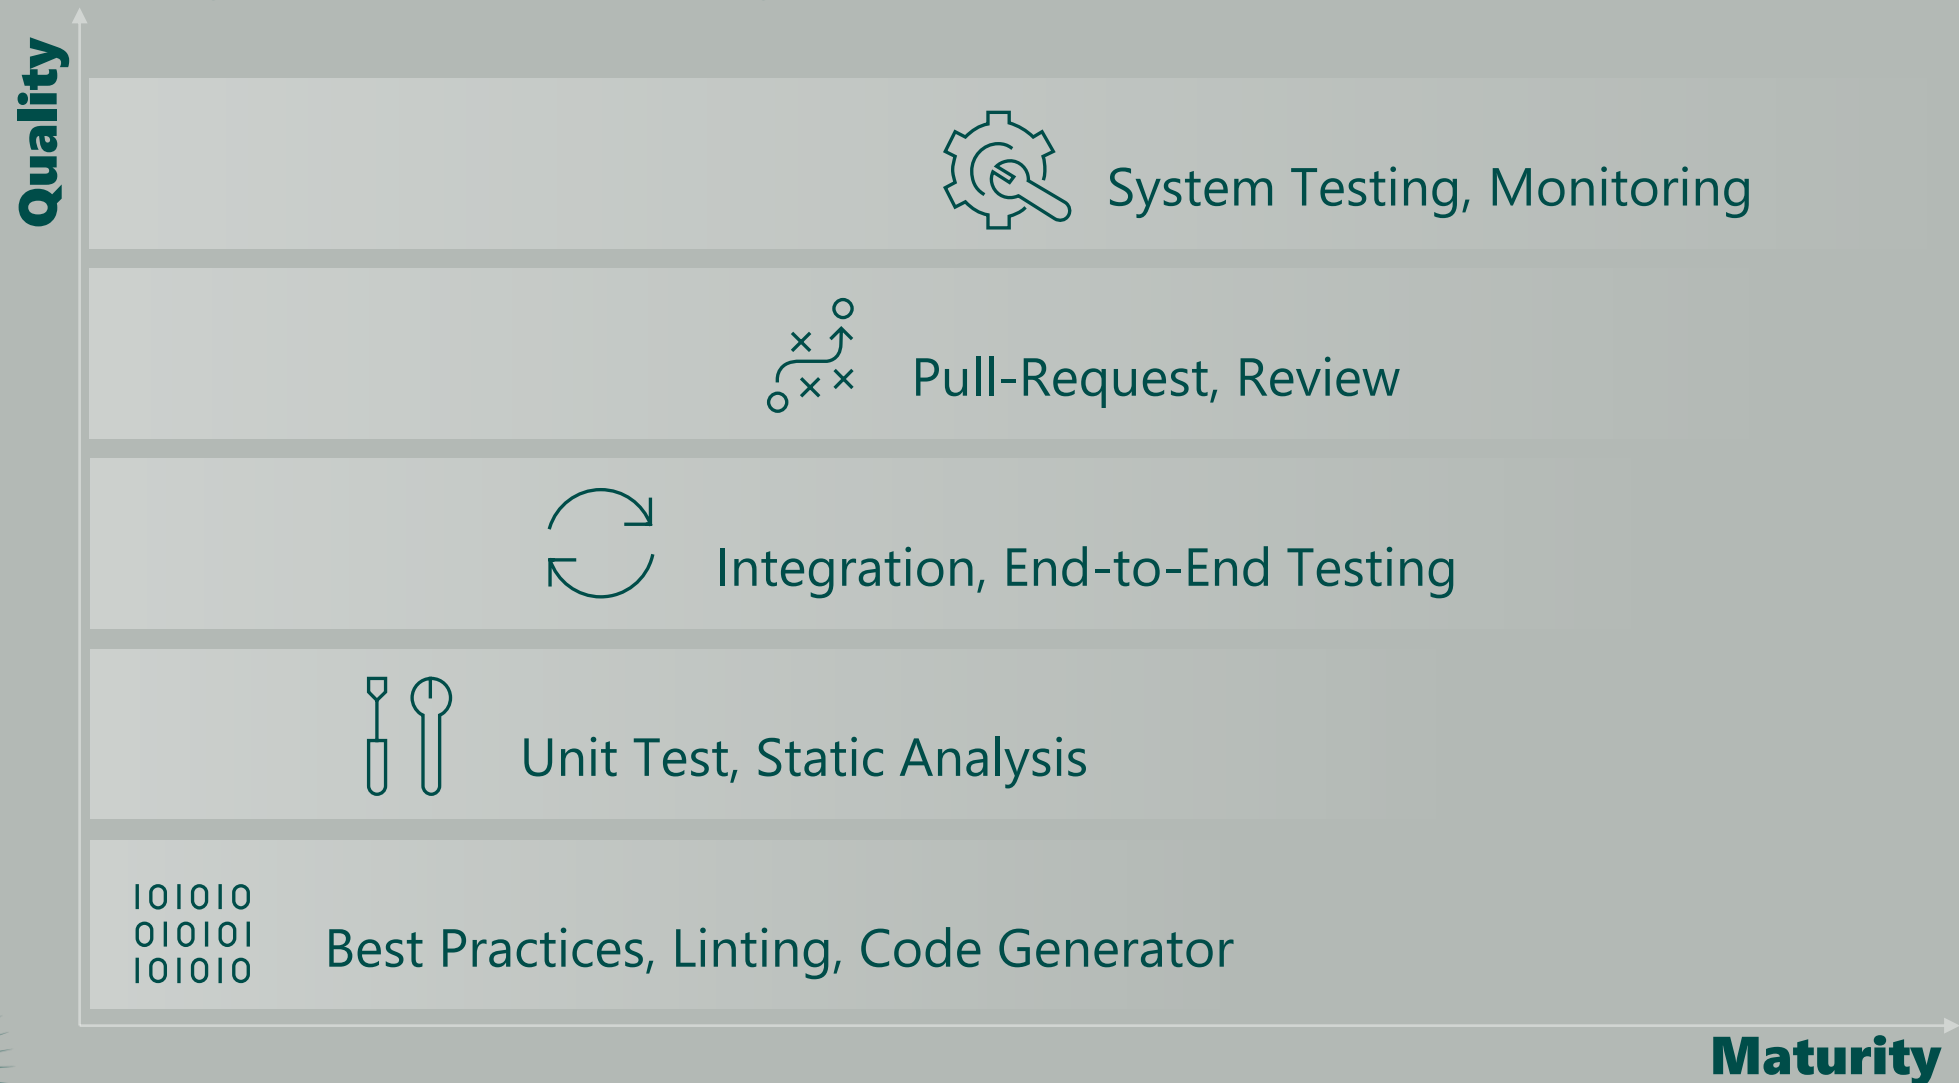 Quality
System Testing, Monitoring
Pull-Request, Review
Integration, End-to-End Testing
Unit Test, Static Analysis
101010
010101
101010
Best Practices, Linting, Code Generator
Maturity